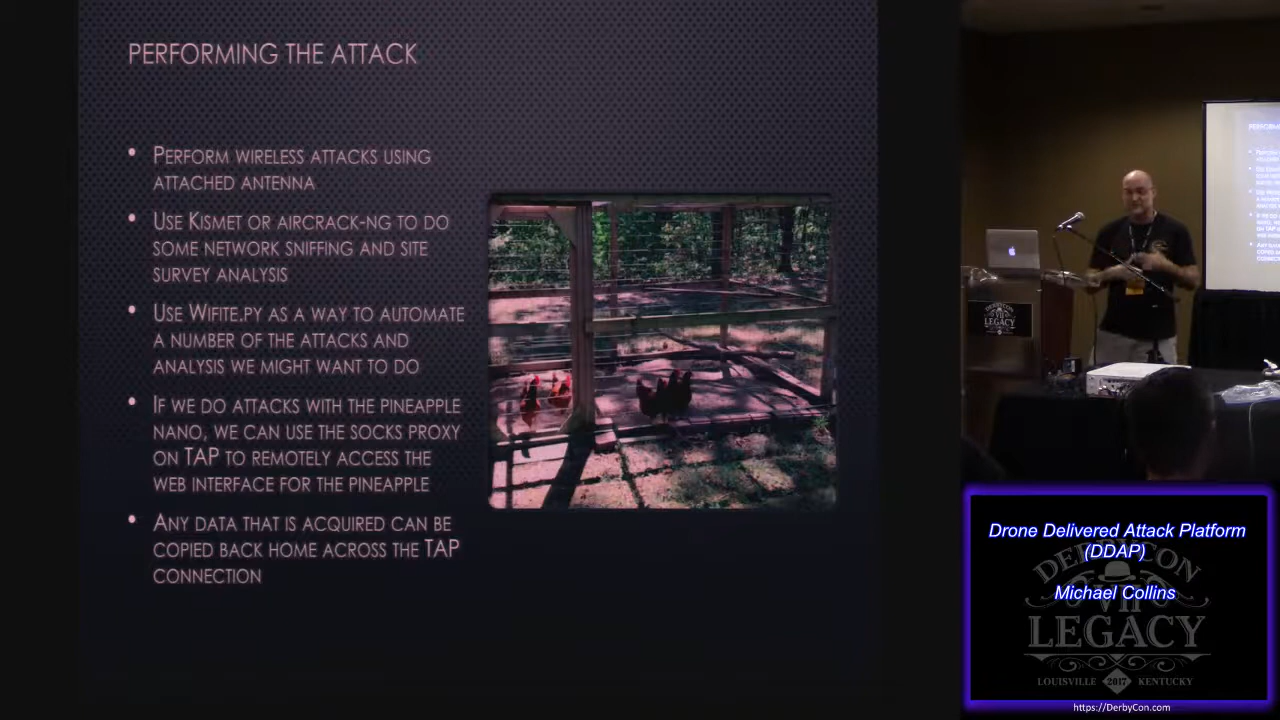 PERFORMING THE ATTACK
• PERFORM WIRELESS ATTACKS USING
ATTACHED ANTENNA
• USE KISMET OR AIRCRACK-NG TO DO
SOME NETWORK SNIFFING AND SITE
SURVEY ANALYSIS
• USE WIFITE.PY AS A WAY TO AUTOMATE
A NUMBER OF THE ATTACKS AND
ANALYSIS WE MIGHT WANT TO DO
• IF WE DO ATTACKS WITH THE PINEAPPLE
NANO, WE CAN USE THE SOCKS PROXY
ON TAP TO REMOTELY ACCESS THE
WEB INTERFACE FOR THE PINEAPPLE
• ANY DATA THAT IS ACQUIRED CAN BE
COPIED BACK HOME ACROSS THE TAP
CONNECTION
LEGACY
Drone Delivered Attack Platform
(DDAP)
Michael Collins
DERBYCON
VII
LEGACY
LOUISVILLE 2017 KENTUCKY
https://DerbyCon.com